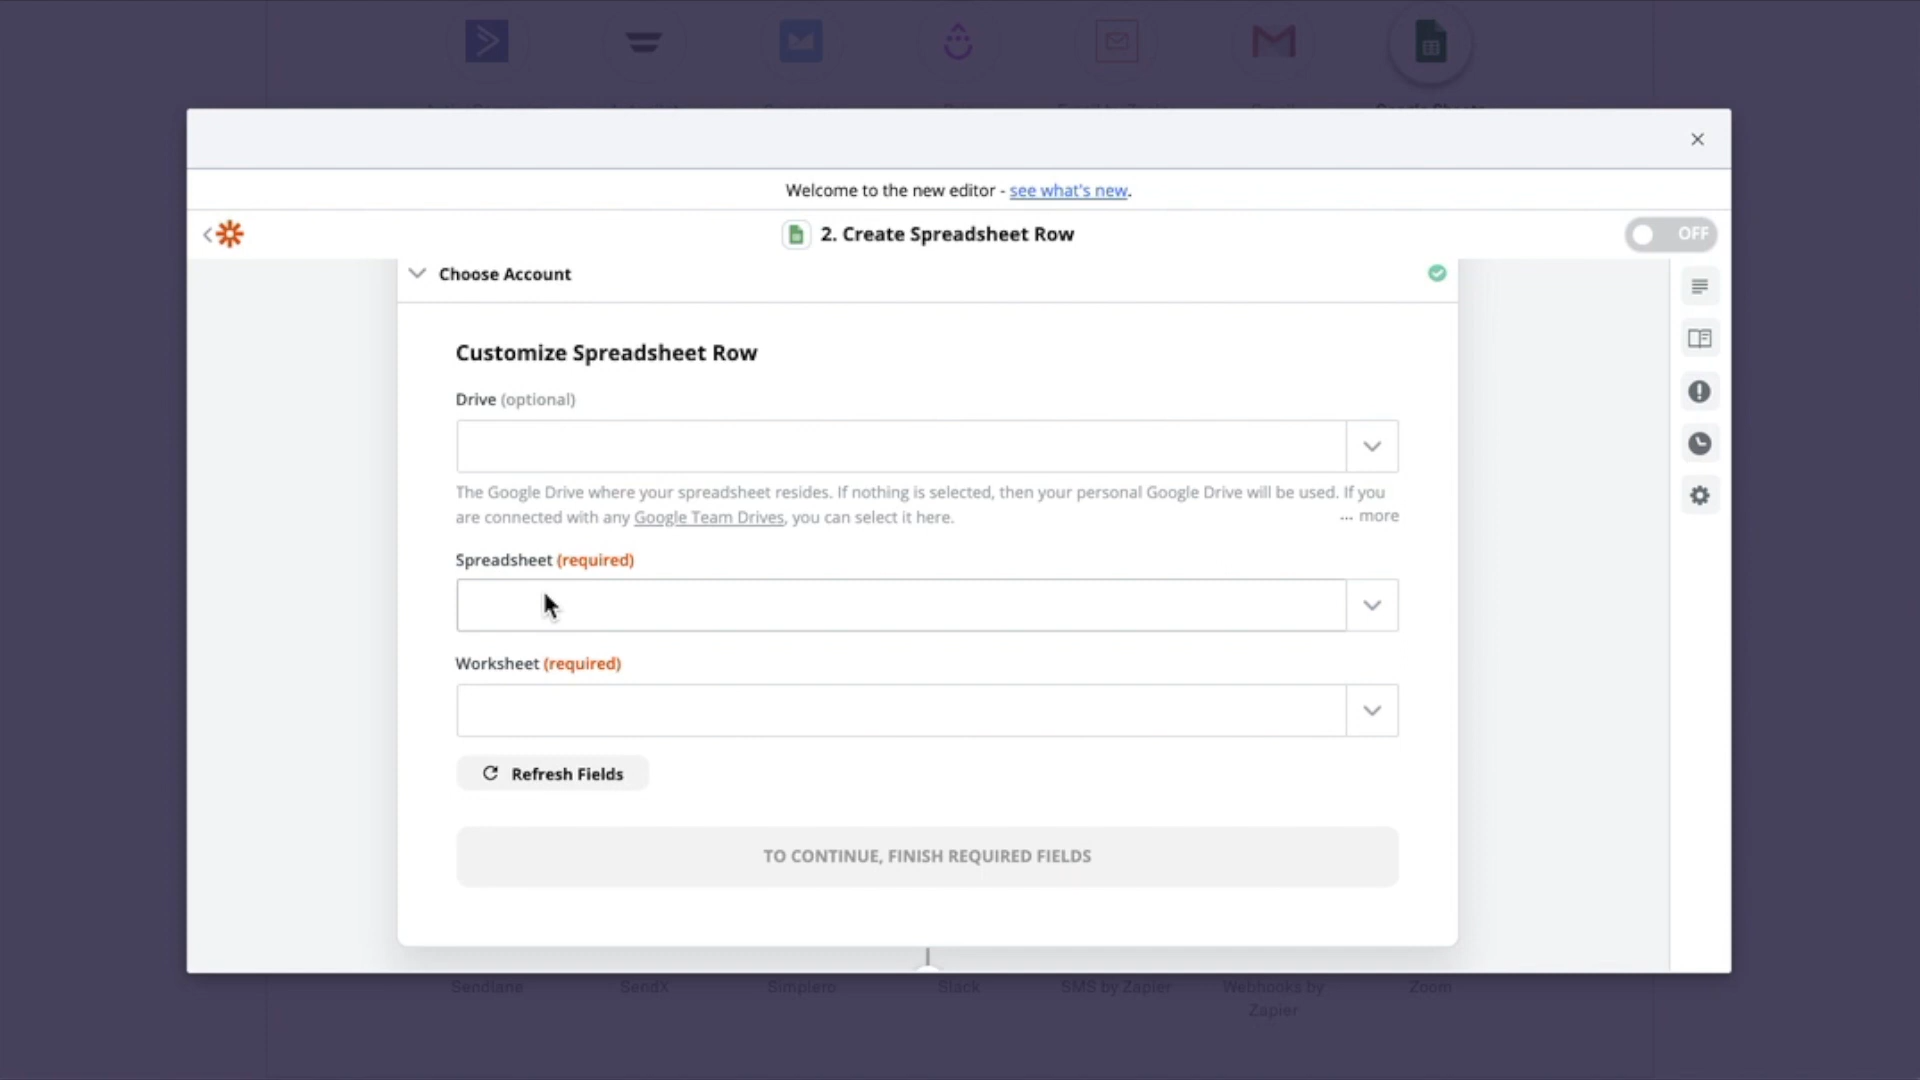 Welcome to the new editor - see what's new.
2. Create Spreadsheet Row
OFF
Choose Account
Customize Spreadsheet Row
Drive (optional)
The Google Drive where your spreadsheet resides. If nothing is selected, then your personal Google Drive will be used. If you
are connected with any Google Team Drives, you can select it here.
... more
Spreadsheet (required)
Worksheet (required)
Refresh Fields
TO CONTINUE, FINISH REQUIRED FIELDS
Sendlane
SendX
Simplero
Slack
SMS by Zapier
Webhooks by
Zapier
Zoom